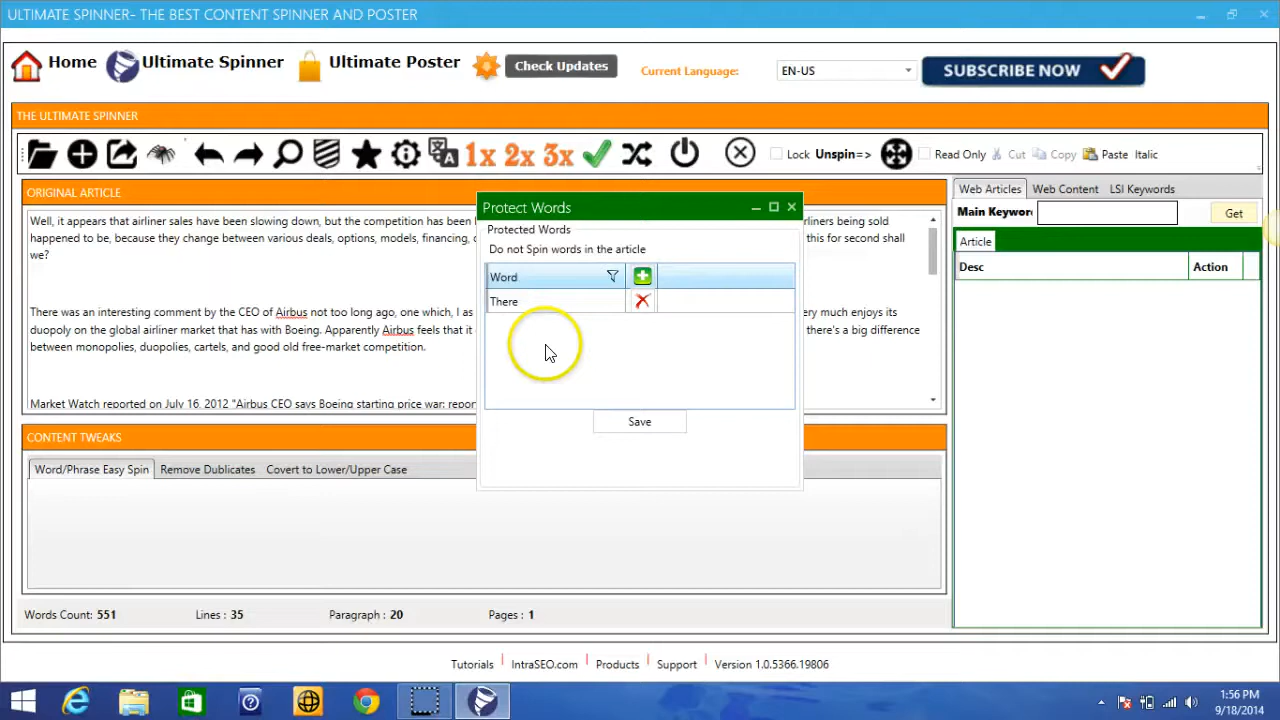 ULTIMATE SPINNER- THE BEST CONTENT SPINNER AND POSTER
Home
Ultimate Spinner
Ultimate Poster
Check Updates
Current Language:
EN-US
SUBSCRIBE NOW
THE ULTIMATE SPINNER
1x 2x 3x
Lock Unspin=>
Read Only
Cut
Copy
Paste
Italic
ORIGINAL ARTICLE
Well, it appears that airliner sales have been slowing down, but the competition has been
happened to be, because they change between various deals, options, models, financing,
we?
airliners being sold
this for second shall
There was an interesting comment by the CEO of Airbus not too long ago, one which, I as
duopoly on the global airliner market that has with Boeing. Apparently Airbus feels that it
between monopolies, duopolies, cartels, and good old free-market competition.
very much enjoys its
there's a big difference
Market Watch reported on July 16, 2012 "Airbus CEO says Boeing starting price war: repor
Protect Words
Protected Words
Do not Spin words in the article
Word
There
Save
Web Articles
Web Content
LSI Keywords
Main Keywor
Get
Article
Desc
Action
CONTENT TWEAKS
Word/Phrase Easy Spin
Remove Dublicates
Covert to Lower/Upper Case
Words Count: 551
Lines : 35
Paragraph : 20
Pages : 1
Tutorials
IntraSEO.com
Products
Support
Version 1.0.5366.19806
1:56 PM
9/18/2014